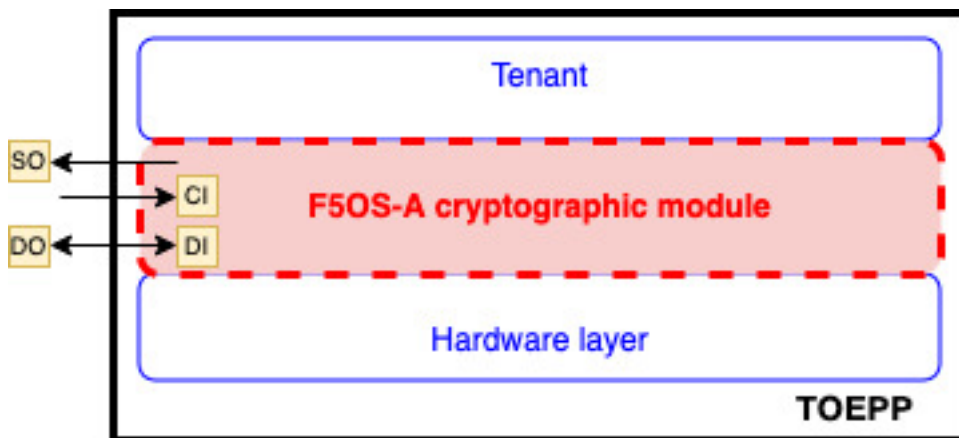 Tenant
SO
CI
F5OS-A cryptographic module
DO
DI
Hardware layer
TOEPP